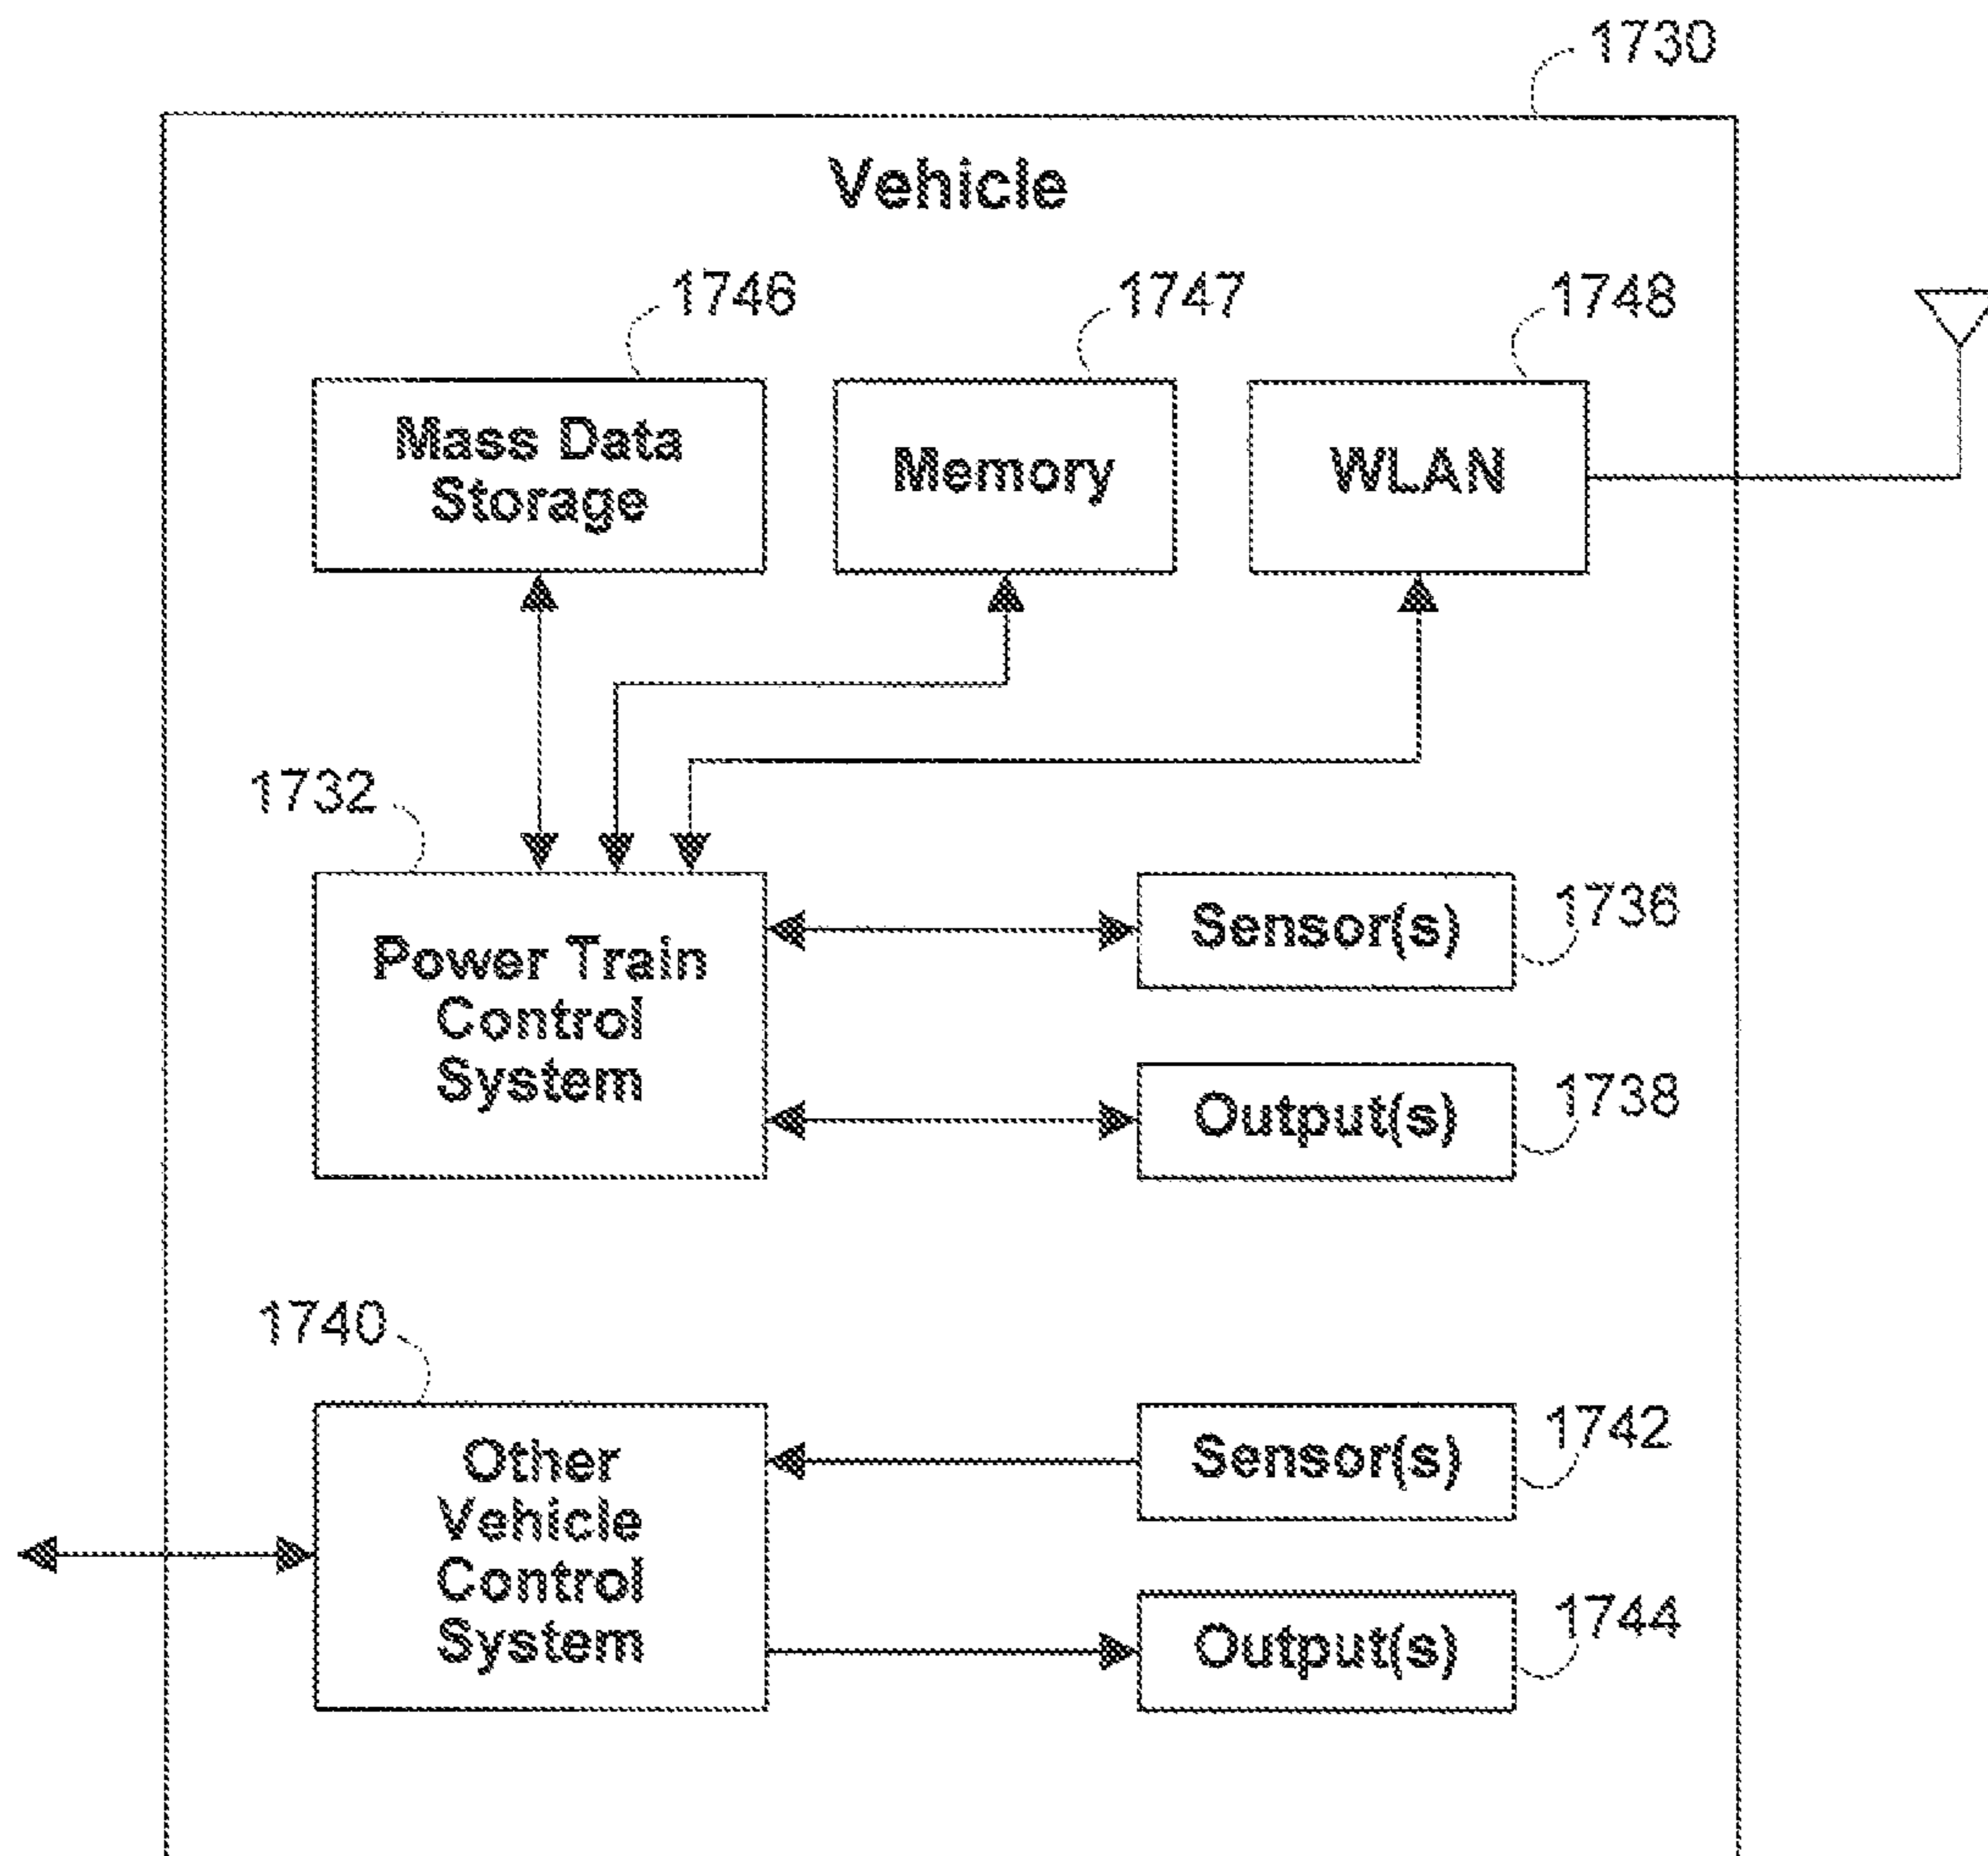 1730
Vehicle
1746
1747
1748
Mass Data
Storage
Memory
WLAN
1732
Power Train
Control
System
Sensor(s)
1736
Output(s)
1738
1740
Other
Vehicle
Control
System
Sensor(s)
1742
Output(s)
1744